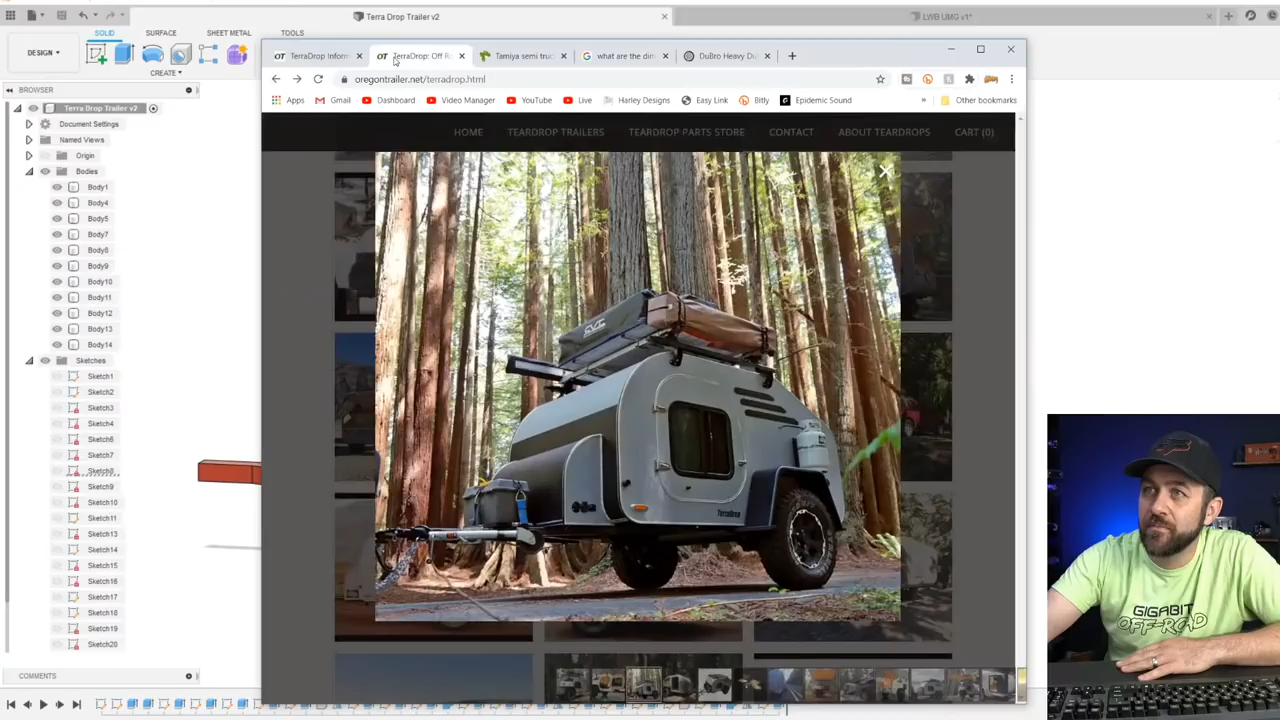 Terra Drop Trailer v2
LWB UMG v1*
SOLID
SURFACE
SHEET METAL
TOOLS
DESIGN
CREATE
BROWSER
Terra Drop Trailer v2
Document Settings
Named Views
Origin
Bodies
Body1
Body4
Body5
Body7
Body8
Body9
Body10
Body11
Body12
Body13
Body14
Sketches
Sketch1
Sketch2
Sketch3
Sketch4
Sketch6
Sketch7
Sketch8
Sketch9
Sketch10
Sketch11
Sketch13
Sketch14
Sketch15
Sketch16
Sketch17
Sketch18
Sketch19
Sketch20
COMMENTS
OT TerraDrop Inform
OT TerraDrop: Off R
Tamiya semi truc
what are the dim
DuBro Heavy Du
oregontrailer.net/terradrop.html
Apps
Gmail
Dashboard
Video Manager
YouTube
Live
Harley Designs
Easy Link
Bitty
Epidemic Sound
»
Other bookmarks
HOME
TEARDROP TRAILERS
TEARDROP PARTS STORE
CONTACT
ABOUT TEARDROPS
CART (0)
TerraDrop
GIGABIT
OFF-ROAD